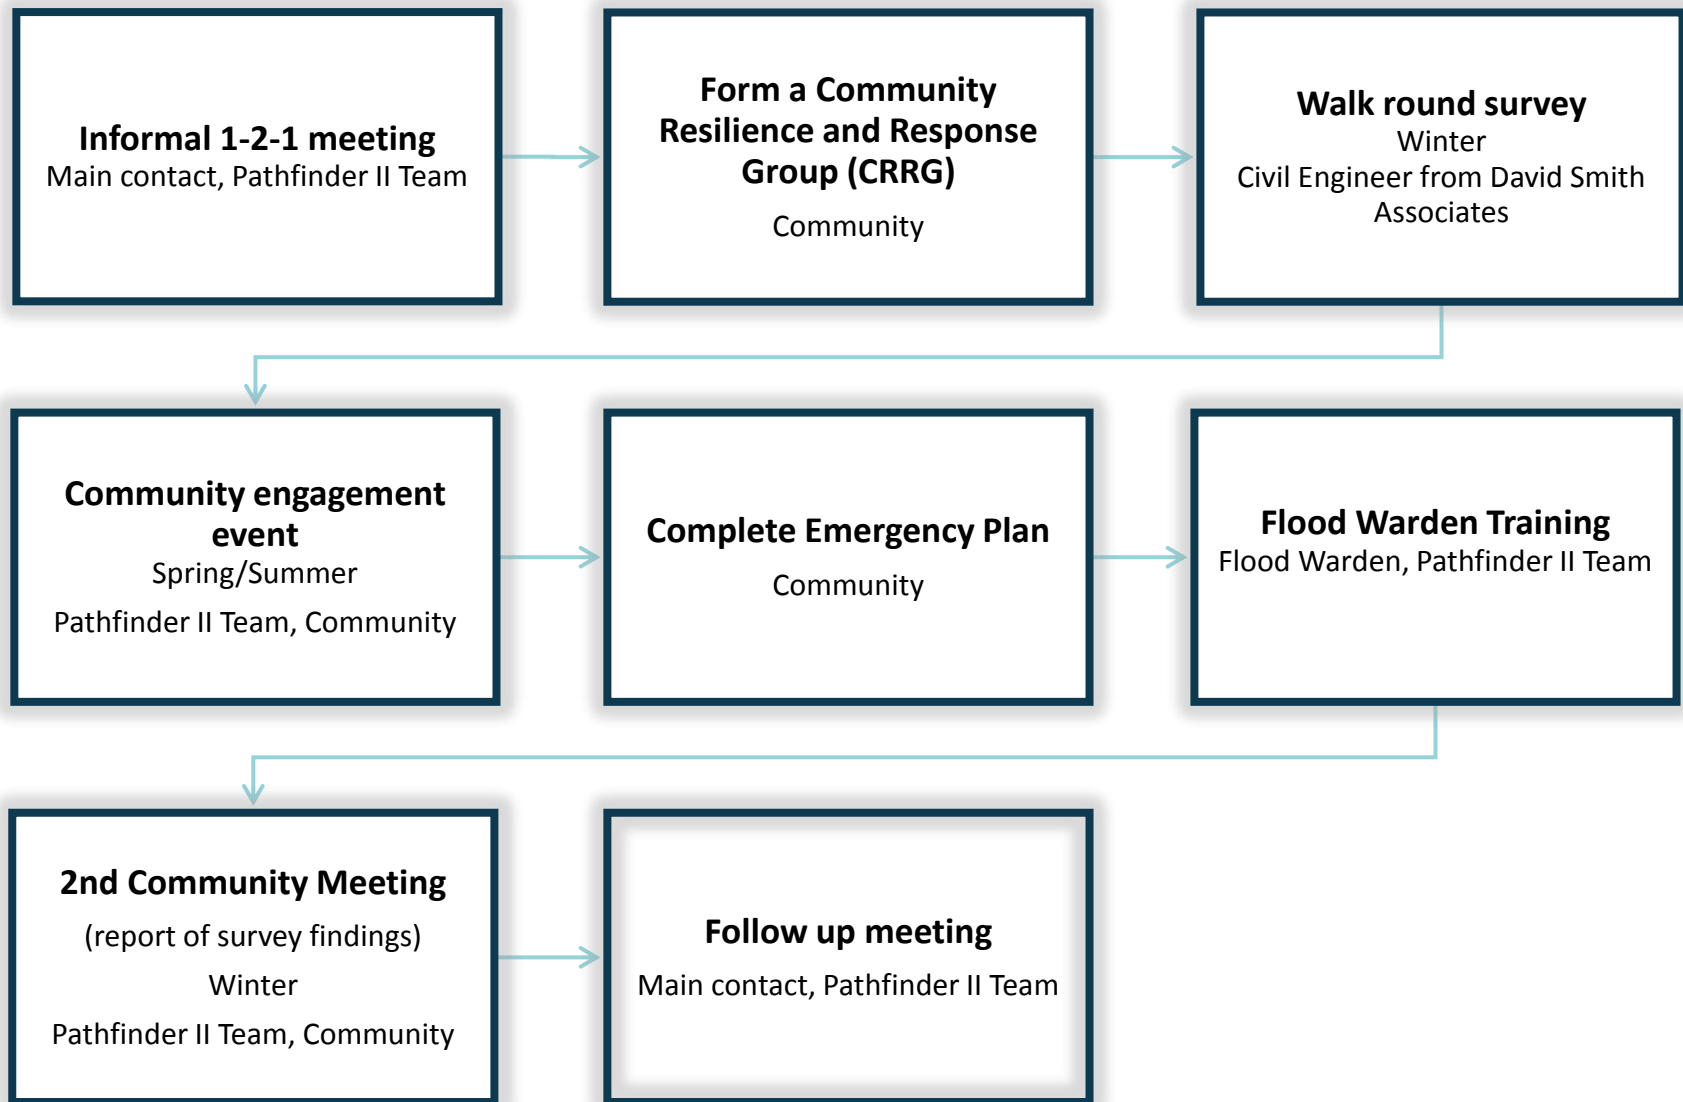 Informal 1-2-1 meeting
Main contact, Pathfinder II Team
Form a Community
Resilience and Response
Group (CRRG)
Community
Walk round survey
Winter
Civil Engineer from David Smith
Associates
Community engagement
event
Spring/Summer
Pathfinder II Team, Community
Complete Emergency Plan
Community
Flood Warden Training
Flood Warden, Pathfinder II Team
2nd Community Meeting
(report of survey findings)
Winter
Pathfinder II Team, Community
Follow up meeting
Main contact, Pathfinder II Team